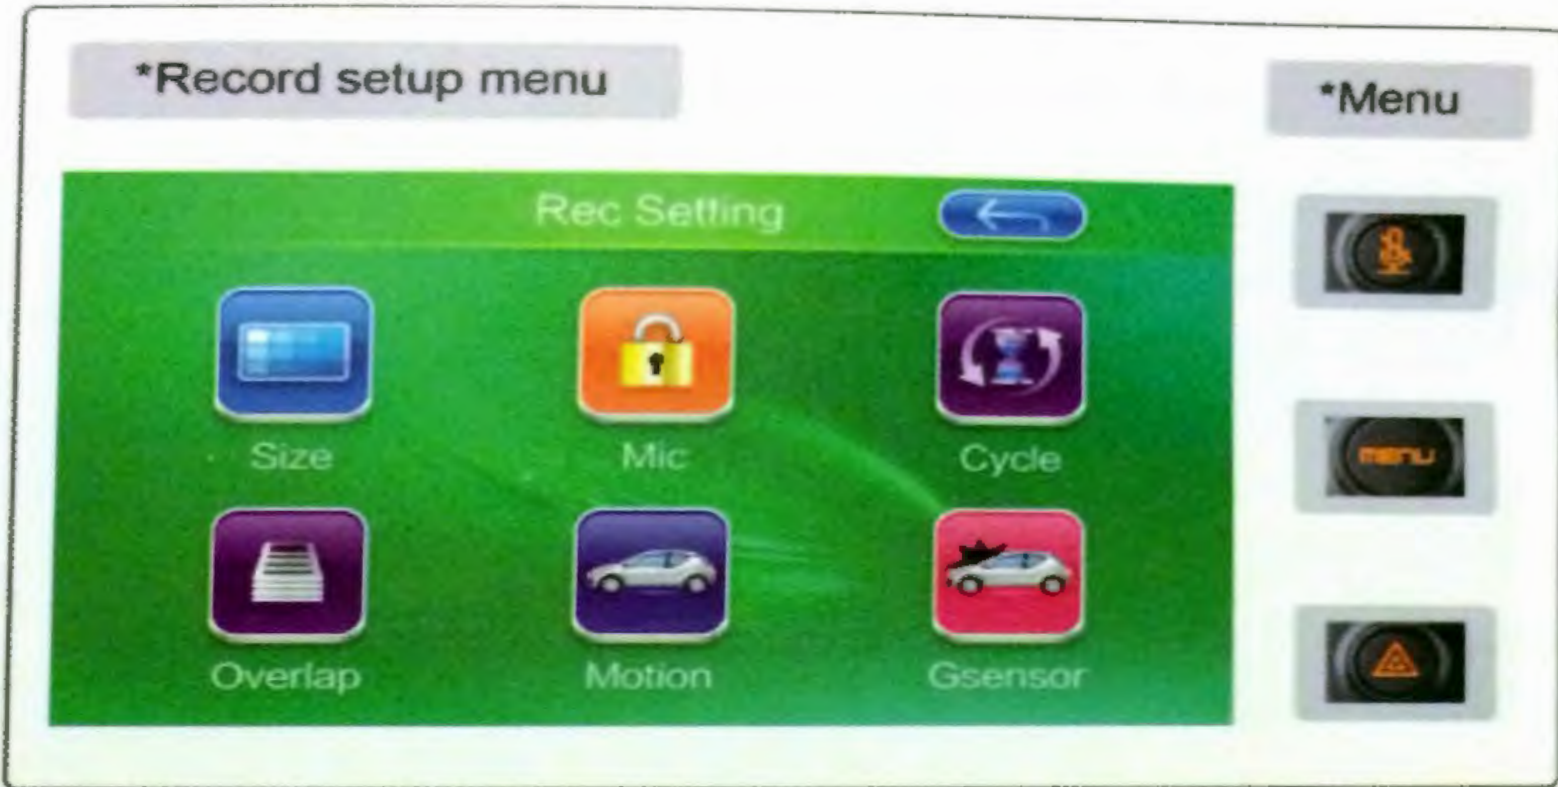 *Record setup menu
*Menu
Rec Setting
Size
Mic
Cycle
menu
Overlap
Motion
Gsensor